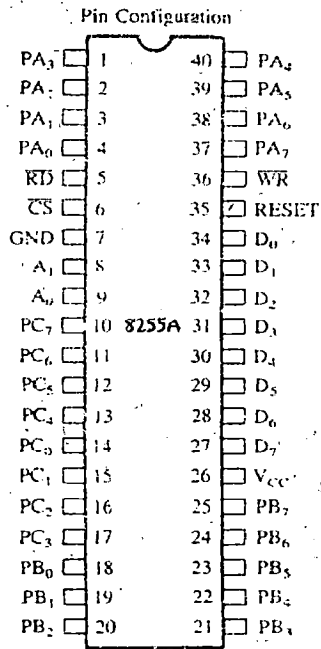 Pin Configuration
PA₃ 1 40 PA₄
PA₂ 2 39 PA₅
PA₁ 3 38 PA₆
PA₀ 4 37 PA₇
R̅D̅ 5 36 W̅R̅
C̅S̅ 6 35 RESET
GND 7 34 D₀
A₁ 8 33 D₁
A₀ 9 32 D₂
PC₇ 10 8255A 31 D₃
PC₆ 11 30 D₄
PC₅ 12 29 D₅
PC₄ 13 28 D₆
PC₀ 14 27 D₇
PC₁ 15 26 V_CC
PC₂ 16 25 PB₇
PC₃ 17 24 PB₆
PB₀ 18 23 PB₅
PB₁ 19 22 PB₄
PB₂ 20 21 PB₃